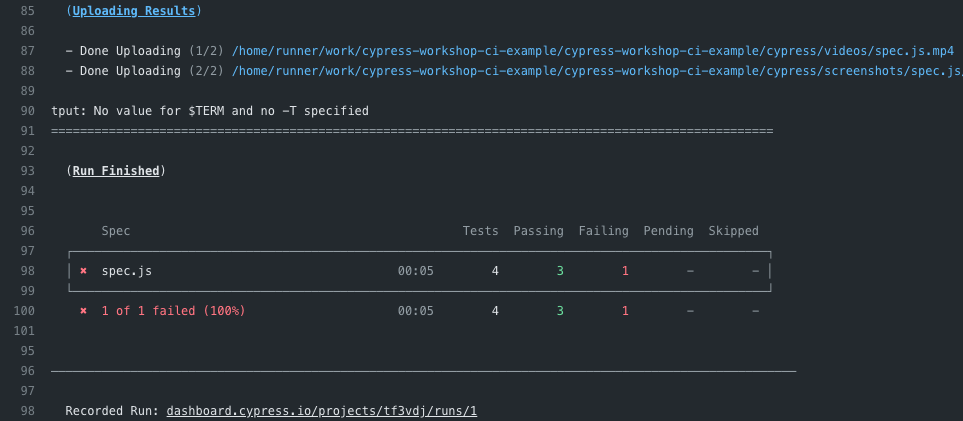 85 (Uploading Results)
86
87 - Done Uploading (1/2) /home/runner/work/cypress-workshop-ci-example/cypress-workshop-ci-example/cypress/videos/spec.js.mp4
88 - Done Uploading (2/2) /home/runner/work/cypress-workshop-ci-example/cypress-workshop-ci-example/cypress/screenshots/spec.js/
89
90 tput: No value for $TERM and no -T specified
91 ====================================================================================================
92
93 (Run Finished)
94
95
96 Spec Tests Passing Failing Pending Skipped
97
98 ✖ spec.js 00:05 4 3 1 - -
99
100 ✖ 1 of 1 failed (100%) 00:05 4 3 1 - -
101
95
96
97
98 Recorded Run: dashboard.cypress.io/projects/tf3vdj/runs/1